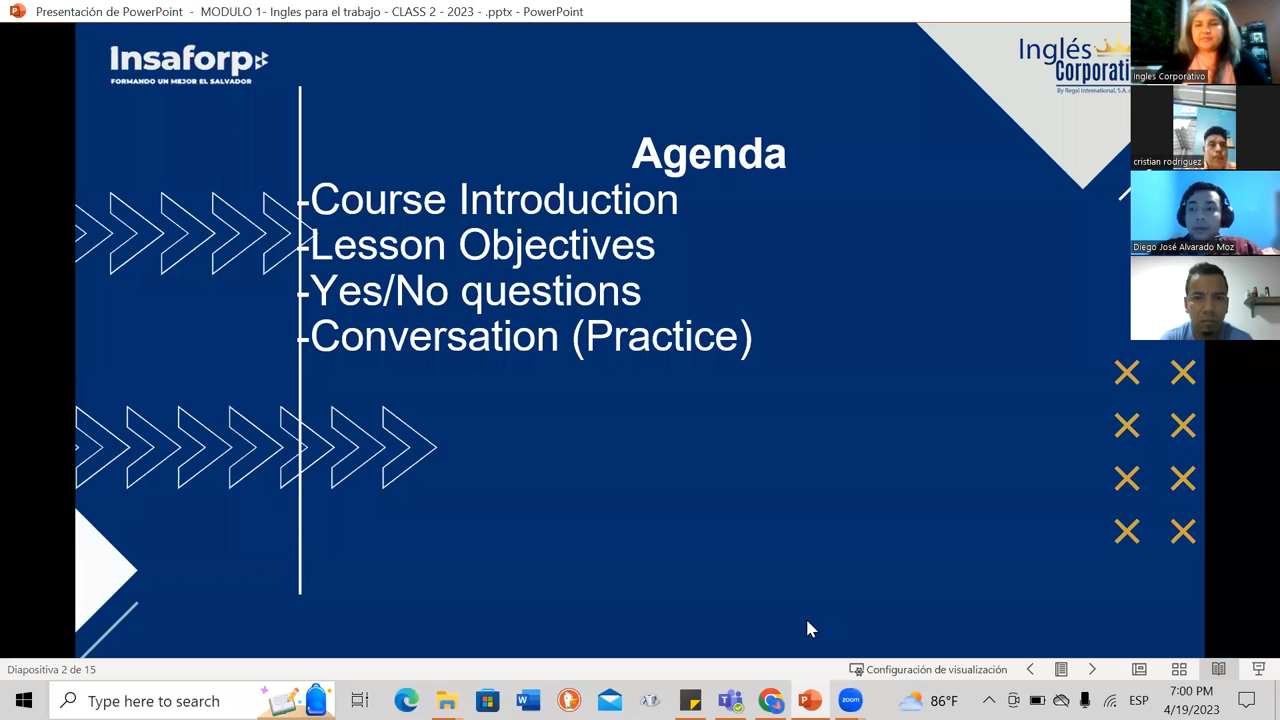 Presentación de PowerPoint - MODULO 1- Ingles para el trabajo - CLASS 2 - 2023 - .pptx - PowerPoint
Insaforp
FORMANDO UN MEJOR EL SALVADOR
Inglés
Corporati
By Regal International, S.A.
Ingles Corporativo
cristian rodriguez
Diego José Alvarado Moz
Agenda
-Course Introduction
-Lesson Objectives
-Yes/No questions
-Conversation (Practice)
Diapositiva 2 de 15
Configuración de visualización
Type here to search
86°F
ESP
7:00 PM
4/19/2023